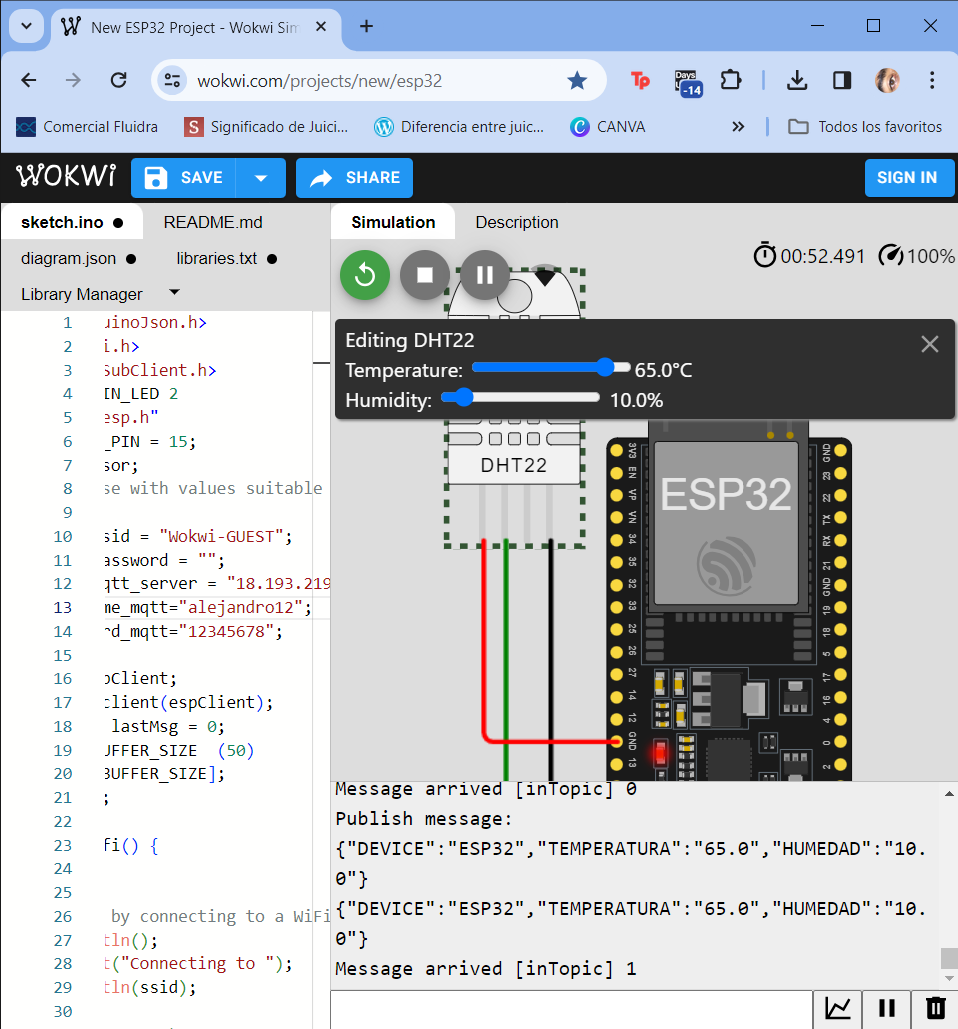 New ESP32 Project - Wokwi Sim
wokwi.com/projects/new/esp32
Tp
Days
-14
Comercial Fluidra
S
Significado de Juici...
Diferencia entre juic...
CANVA
»
Todos los favoritos
WOKWi
SAVE
SHARE
SIGN IN
sketch.ino
README.md
diagram.json
libraries.txt
Library Manager
Simulation
Description
00:52.491
100%
Editing DHT22
Temperature: 65.0°C
Humidity: 10.0%
DHT22
ESP32
3V3
EN
VP
VN
34
35
32
33
25
26
27
14
12
GND
13
GND
23
22
TX
RX
21
GND
19
18
5
17
16
4
0
2
1 uinoJson.h>
2 i.h>
3 SubClient.h>
4 IN_LED 2
5 esp.h"
6 _PIN = 15;
7 sor;
8 se with values suitable
9
10 sid = "Wokwi-GUEST";
11 assword = "";
12 qtt_server = "18.193.219
13 me_mqtt="alejandro12";
14 rd_mqtt="12345678";
15
16 pClient;
17 client(espClient);
18 lastMsg = 0;
19 UFFER_SIZE (50)
20 BUFFER_SIZE];
21 ;
22
23 fi() {
24
25
26 by connecting to a WiFi
27 tln();
28 t("Connecting to ");
29 tln(ssid);
30
Message arrived [inTopic] 0
Publish message:
{"DEVICE":"ESP32","TEMPERATURA":"65.0","HUMEDAD":"10.
0"}
{"DEVICE":"ESP32","TEMPERATURA":"65.0","HUMEDAD":"10.
0"}
Message arrived [inTopic] 1